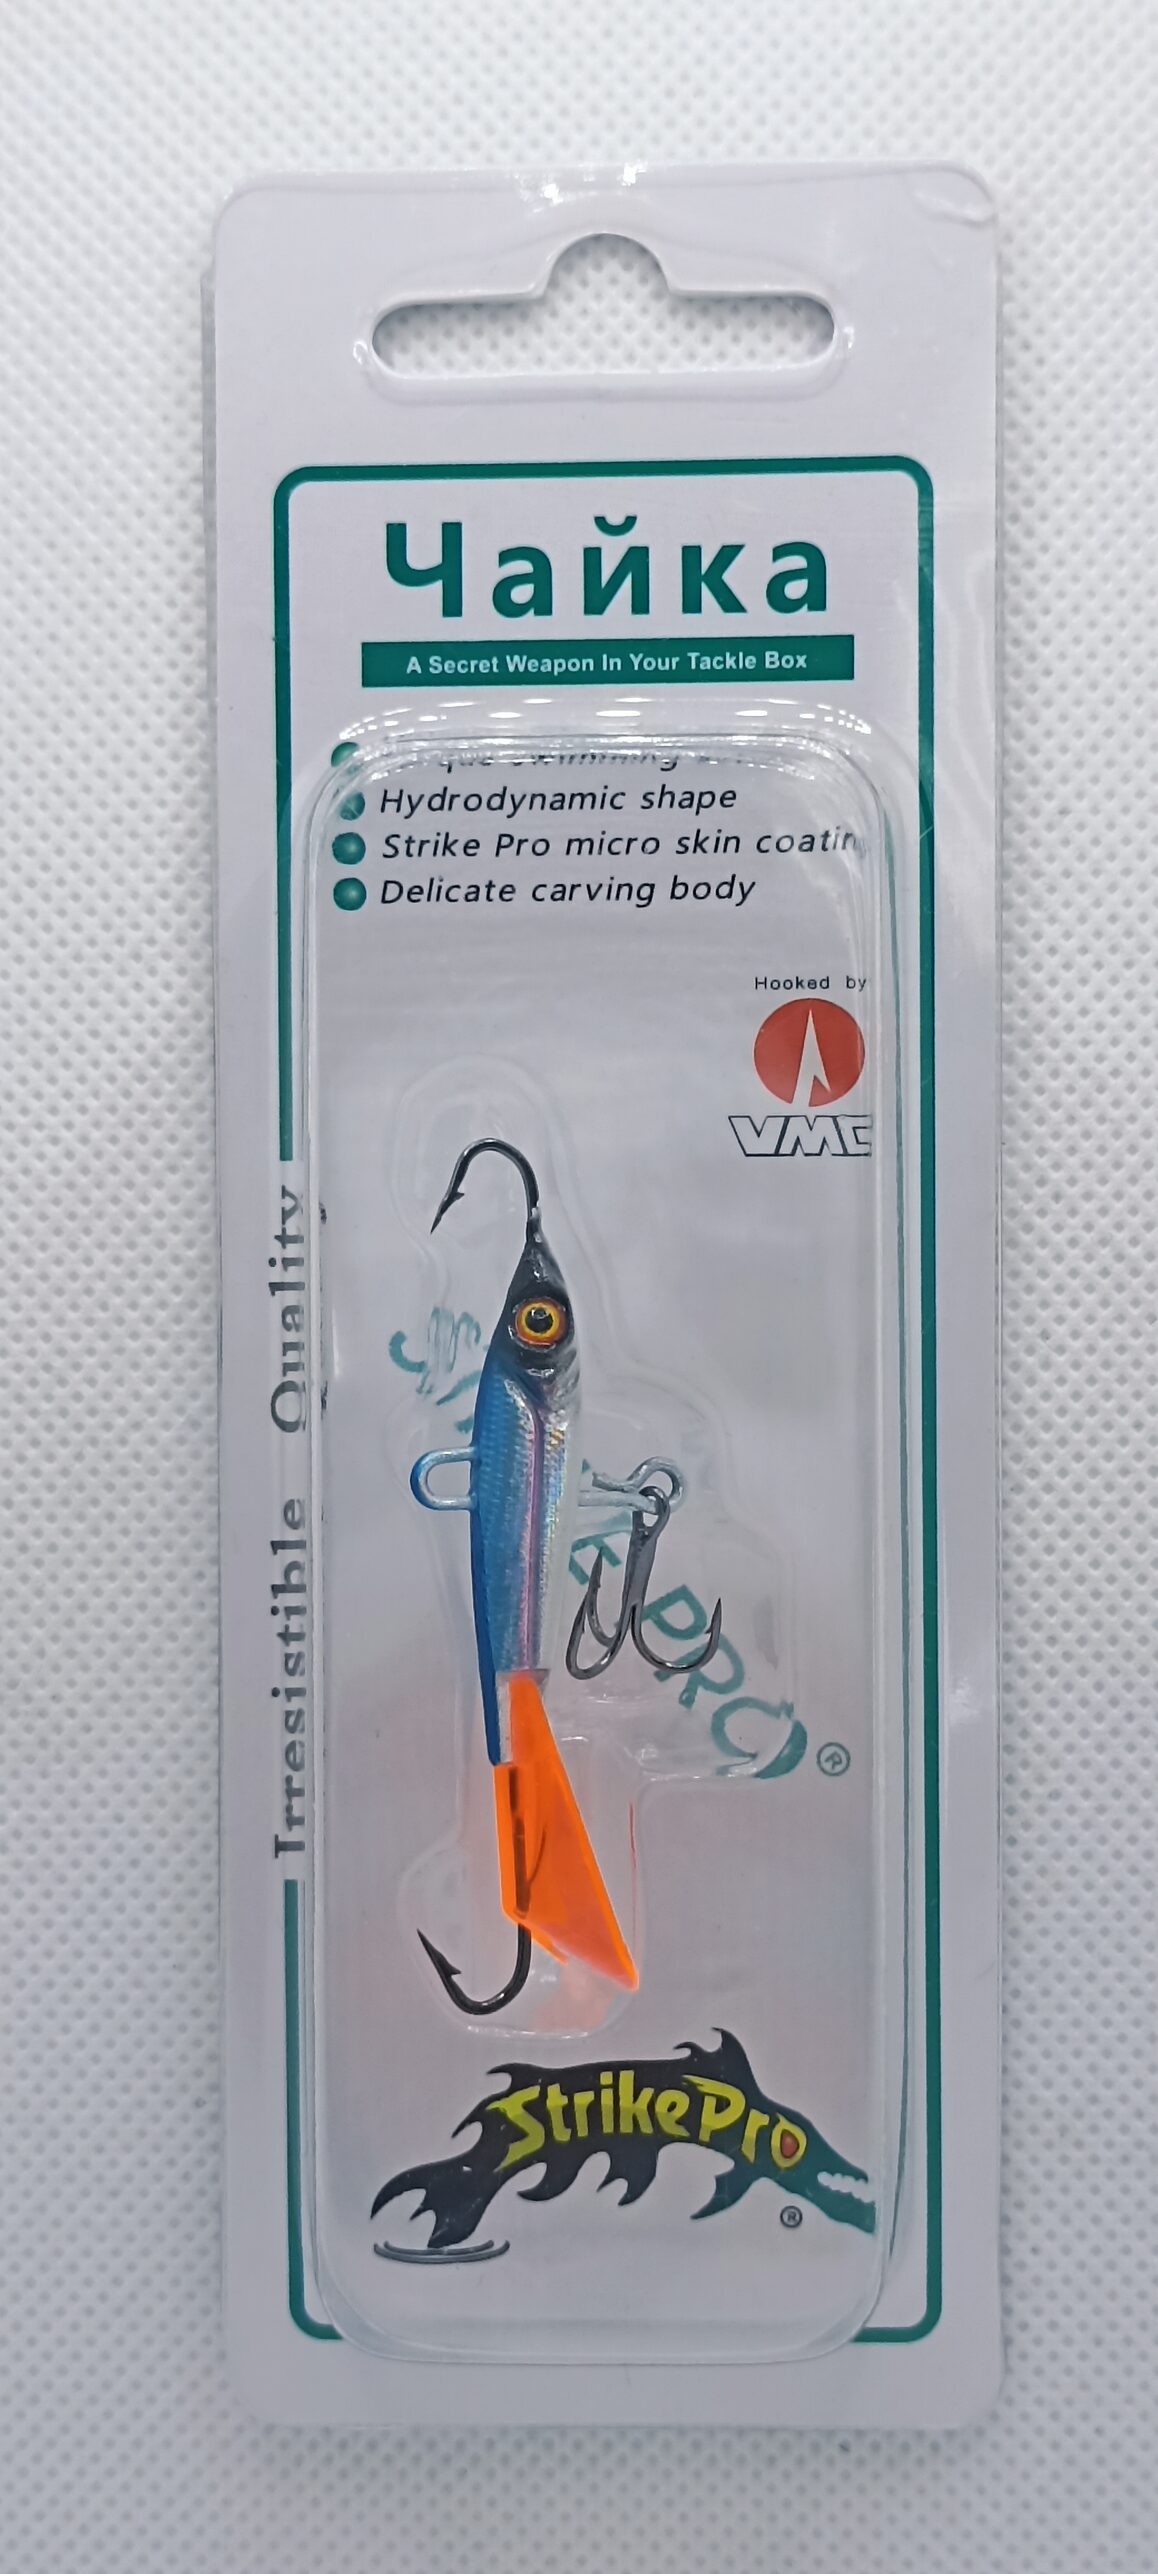 Чайка
A Secret Weapon In Your Tackle Box
Hydrodynamic shape
Strike Pro micro skin coatin
Delicate carving body
Hooked by
VMC
Irresistible Quality
PRO ®
StrikePro
®